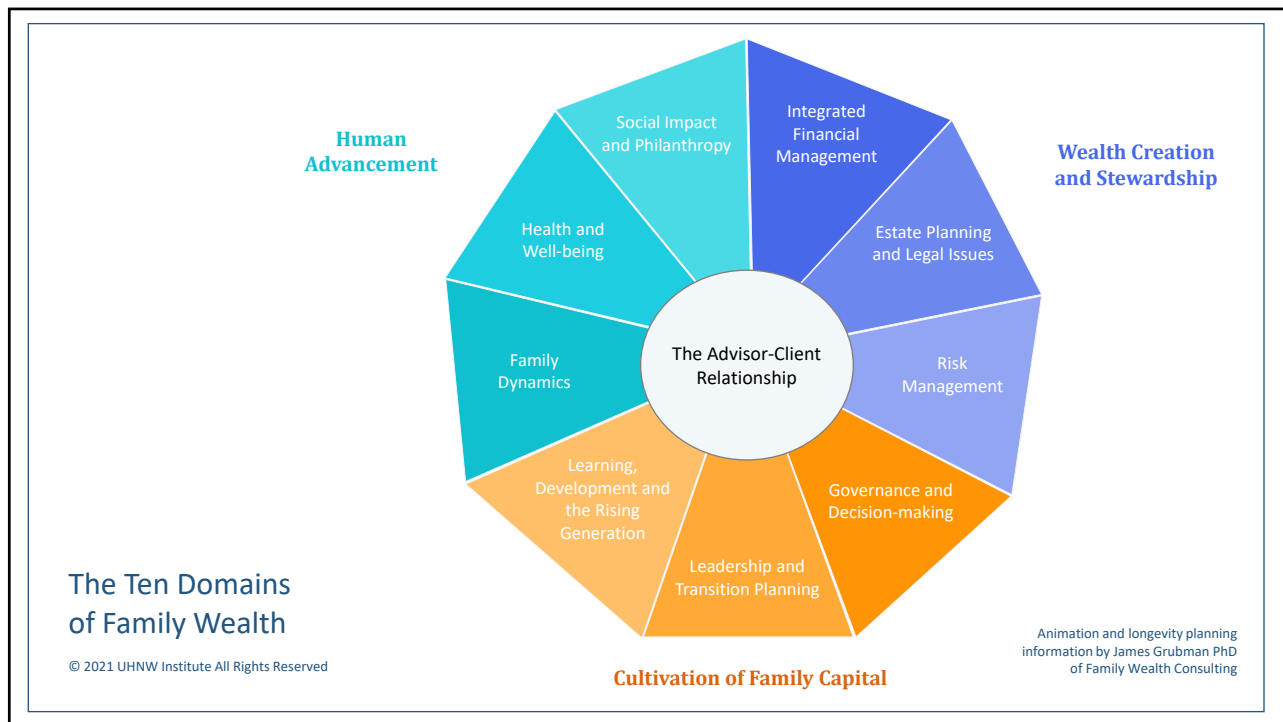 Human
Advancement
Social Impact
and Philanthropy
Integrated
Financial
Management
Wealth Creation
and Stewardship
Health and
Well-being
Estate Planning
and Legal Issues
Family
Dynamics
The Advisor-Client
Relationship
Risk
Management
Learning,
Development and
the Rising
Generation
Governance and
Decision-making
Leadership and
Transition Planning
The Ten Domains
of Family Wealth
© 2021 UHNW Institute All Rights Reserved
Cultivation of Family Capital
Animation and longevity planning
information by James Grubman PhD
of Family Wealth Consulting